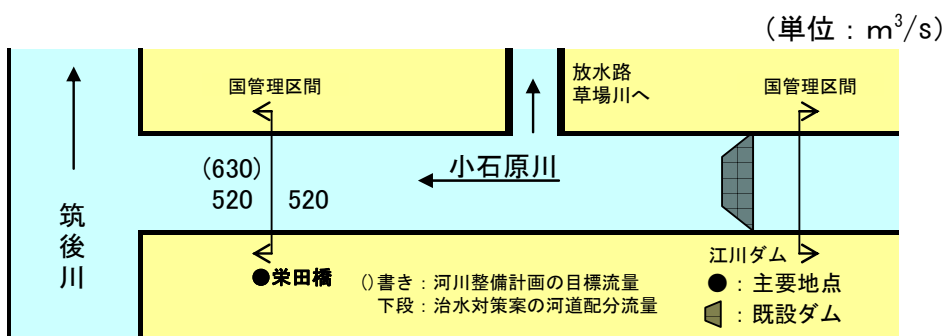 (単位：m³/s)
国管理区間
放水路
草場川へ
国管理区間
(630)
520
520
小石原川
筑後川
●栄田橋
()書き：河川整備計画の目標流量
下段：治水対策案の河道配分流量
江川ダム
●：主要地点
：既設ダム